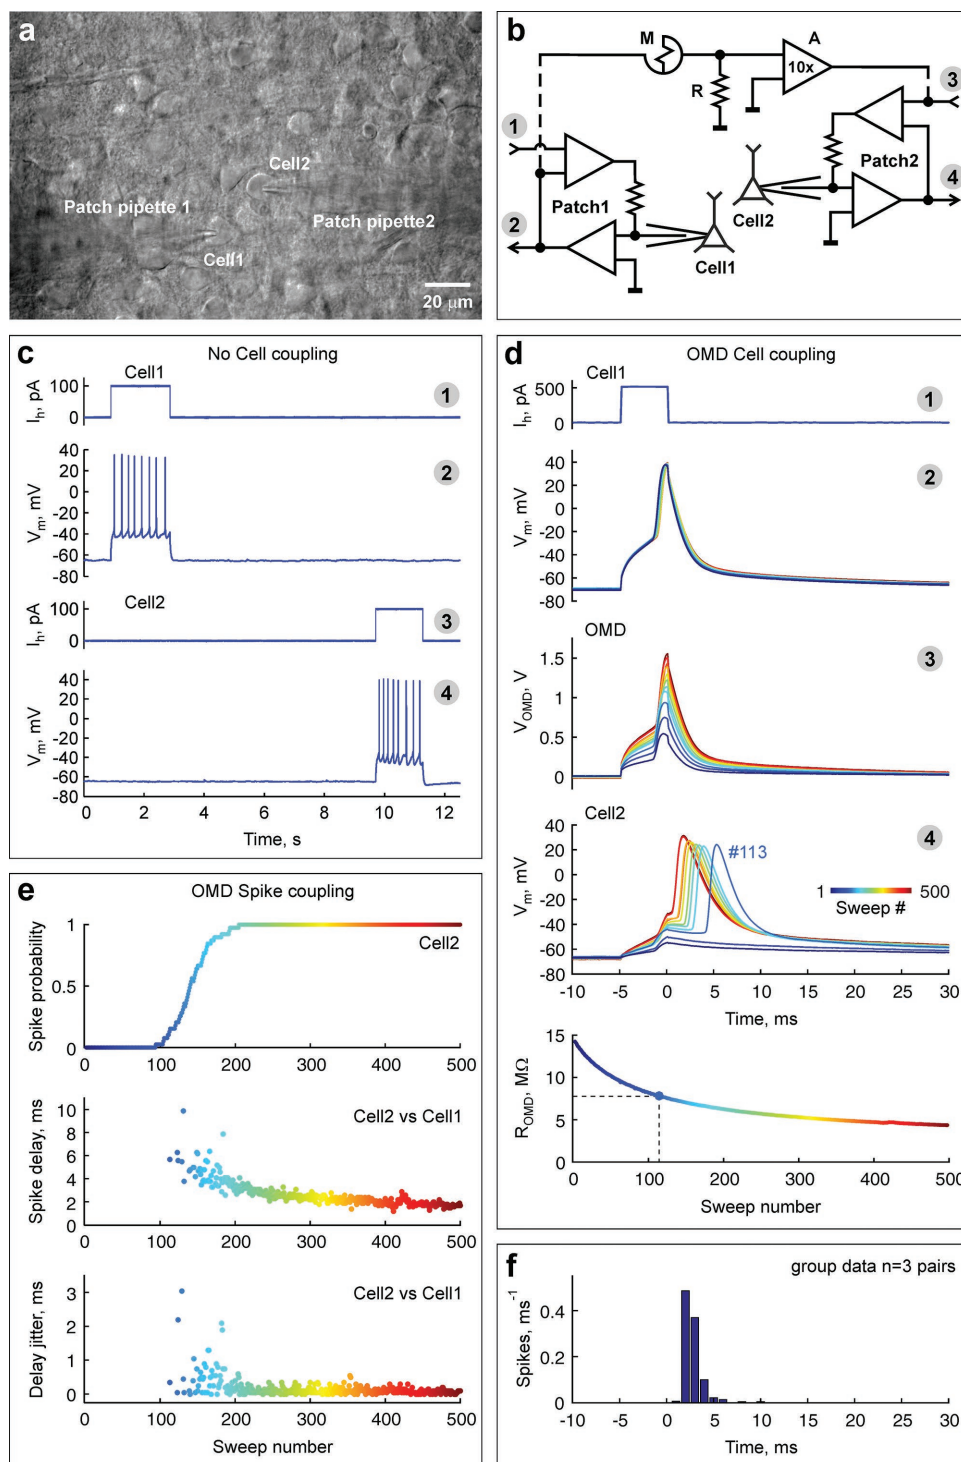 a
Cell2
Patch pipette 1
Patch pipette2
Cell1
20 μm
b
M
A
10x
R
3
1
Patch2
4
Patch1
Cell2
2
Cell1
c
No Cell coupling
Cell1
1
Ih, pA
100
0
2
Vm, mV
40
20
0
-20
-40
-60
-80
Cell2
3
Ih, pA
100
0
4
Vm, mV
40
20
0
-20
-40
-60
-80
0 2 4 6 8 10 12
Time, s
d
OMD Cell coupling
Cell1
1
Ih, pA
500
0
2
Vm, mV
40
0
-40
-60
-80
OMD
3
VOMD, V
1.5
1
0.5
0
Cell2
4
Vm, mV
40
20
0
-20
-40
-60
-80
#113
1 500
Sweep #
-10 -5 0 5 10 15 20 25 30
Time, ms
ROMD, MΩ
15
10
5
0
0 100 200 300 400 500
Sweep number
e
OMD Spike coupling
Spike probability
1
0.5
0
Cell2
0 100 200 300 400 500
Spike delay, ms
10
8
6
4
2
0
Cell2 vs Cell1
0 100 200 300 400 500
Delay jitter, ms
3
2
1
0
Cell2 vs Cell1
0 100 200 300 400 500
Sweep number
f
group data n=3 pairs
Spikes, ms-1
0.4
0.2
0
-10 -5 0 5 10 15 20 25 30
Time, ms